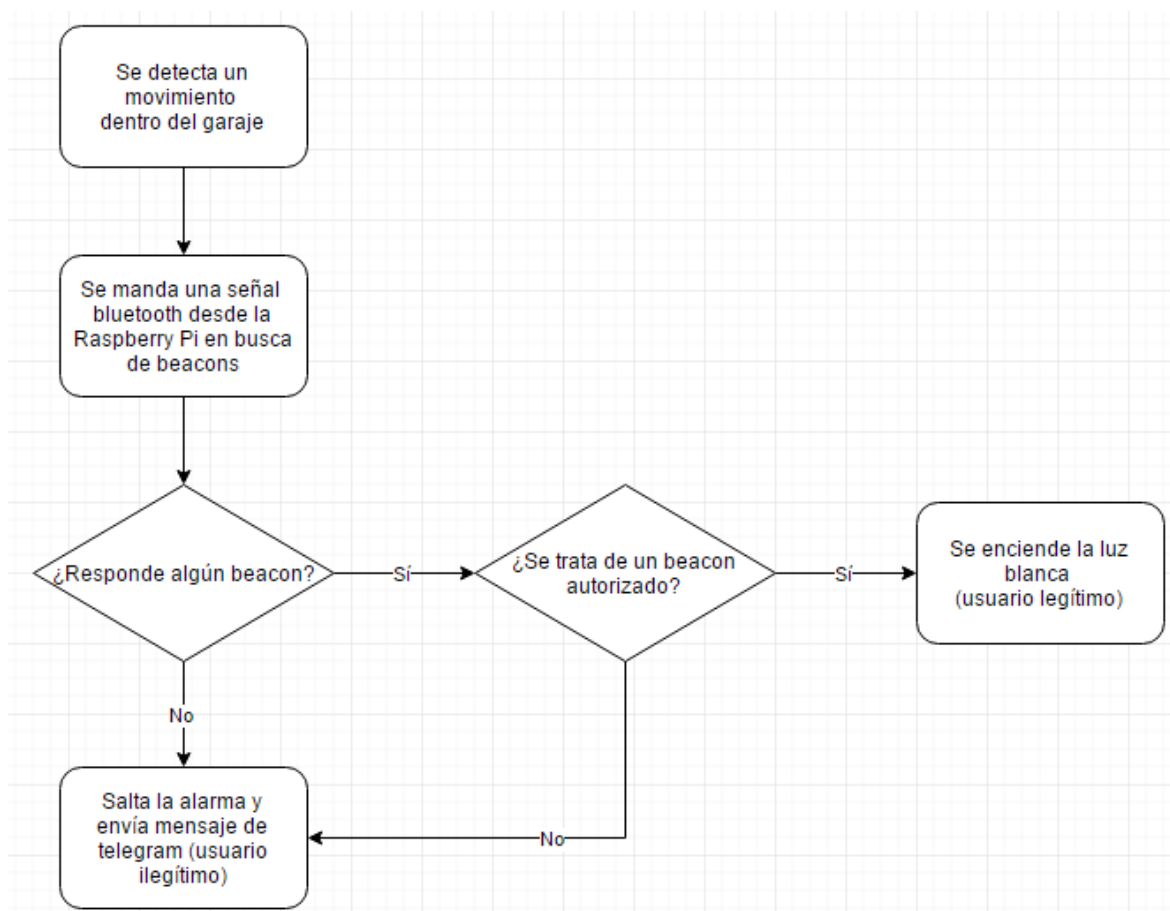 Se detecta un
movimiento
dentro del garaje
Se manda una señal
bluetooth desde la
Raspberry Pi en busca
de beacons
¿Responde algún beacon?
Sí
¿Se trata de un beacon
autorizado?
Sí
Se enciende la luz
blanca
(usuario legítimo)
No
Salta la alarma y
envía mensaje de
telegram (usuario
ilegítimo)
No